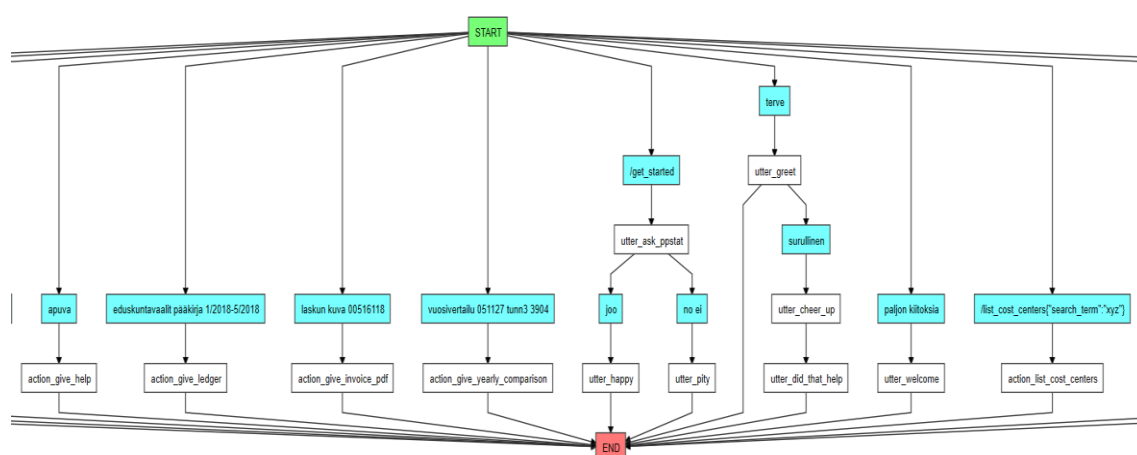 START
terve
/get_started
utter_greet
utter_ask_ppstat
surullinen
apuva
eduskuntavaalit pääkirja 1/2018-5/2018
laskun kuva 00516118
vuosivertailu 051127 tunn3 3904
joo
no ei
utter_cheer_up
paljon kiitoksia
/list_cost_centers{"search_term":"xyz"}
action_give_help
action_give_ledger
action_give_invoice_pdf
action_give_yearly_comparison
utter_happy
utter_pity
utter_did_that_help
utter_welcome
action_list_cost_centers
END